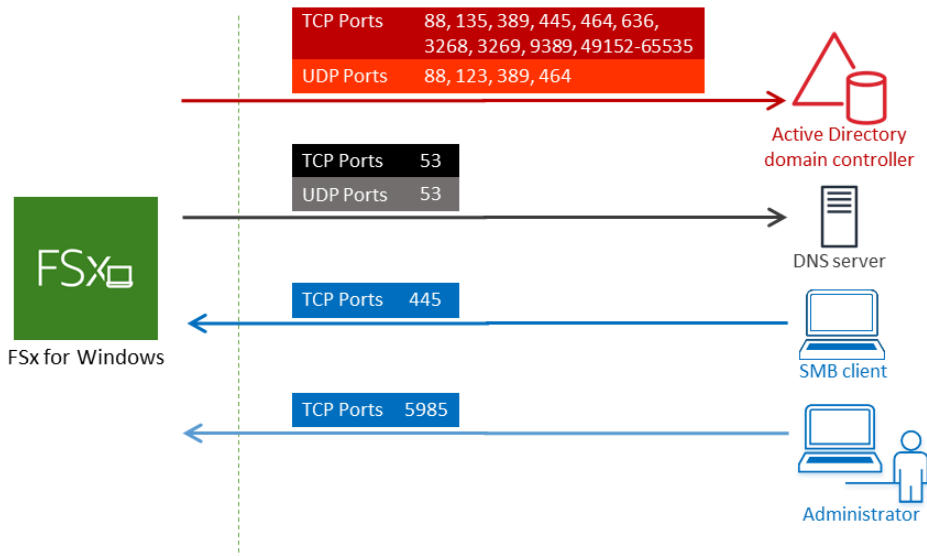 TCP Ports 88, 135, 389, 445, 464, 636,
3268, 3269, 9389, 49152-65535
UDP Ports 88, 123, 389, 464
Active Directory
domain controller
TCP Ports 53
UDP Ports 53
DNS server
FSx
FSx for Windows
TCP Ports 445
SMB client
TCP Ports 5985
Administrator